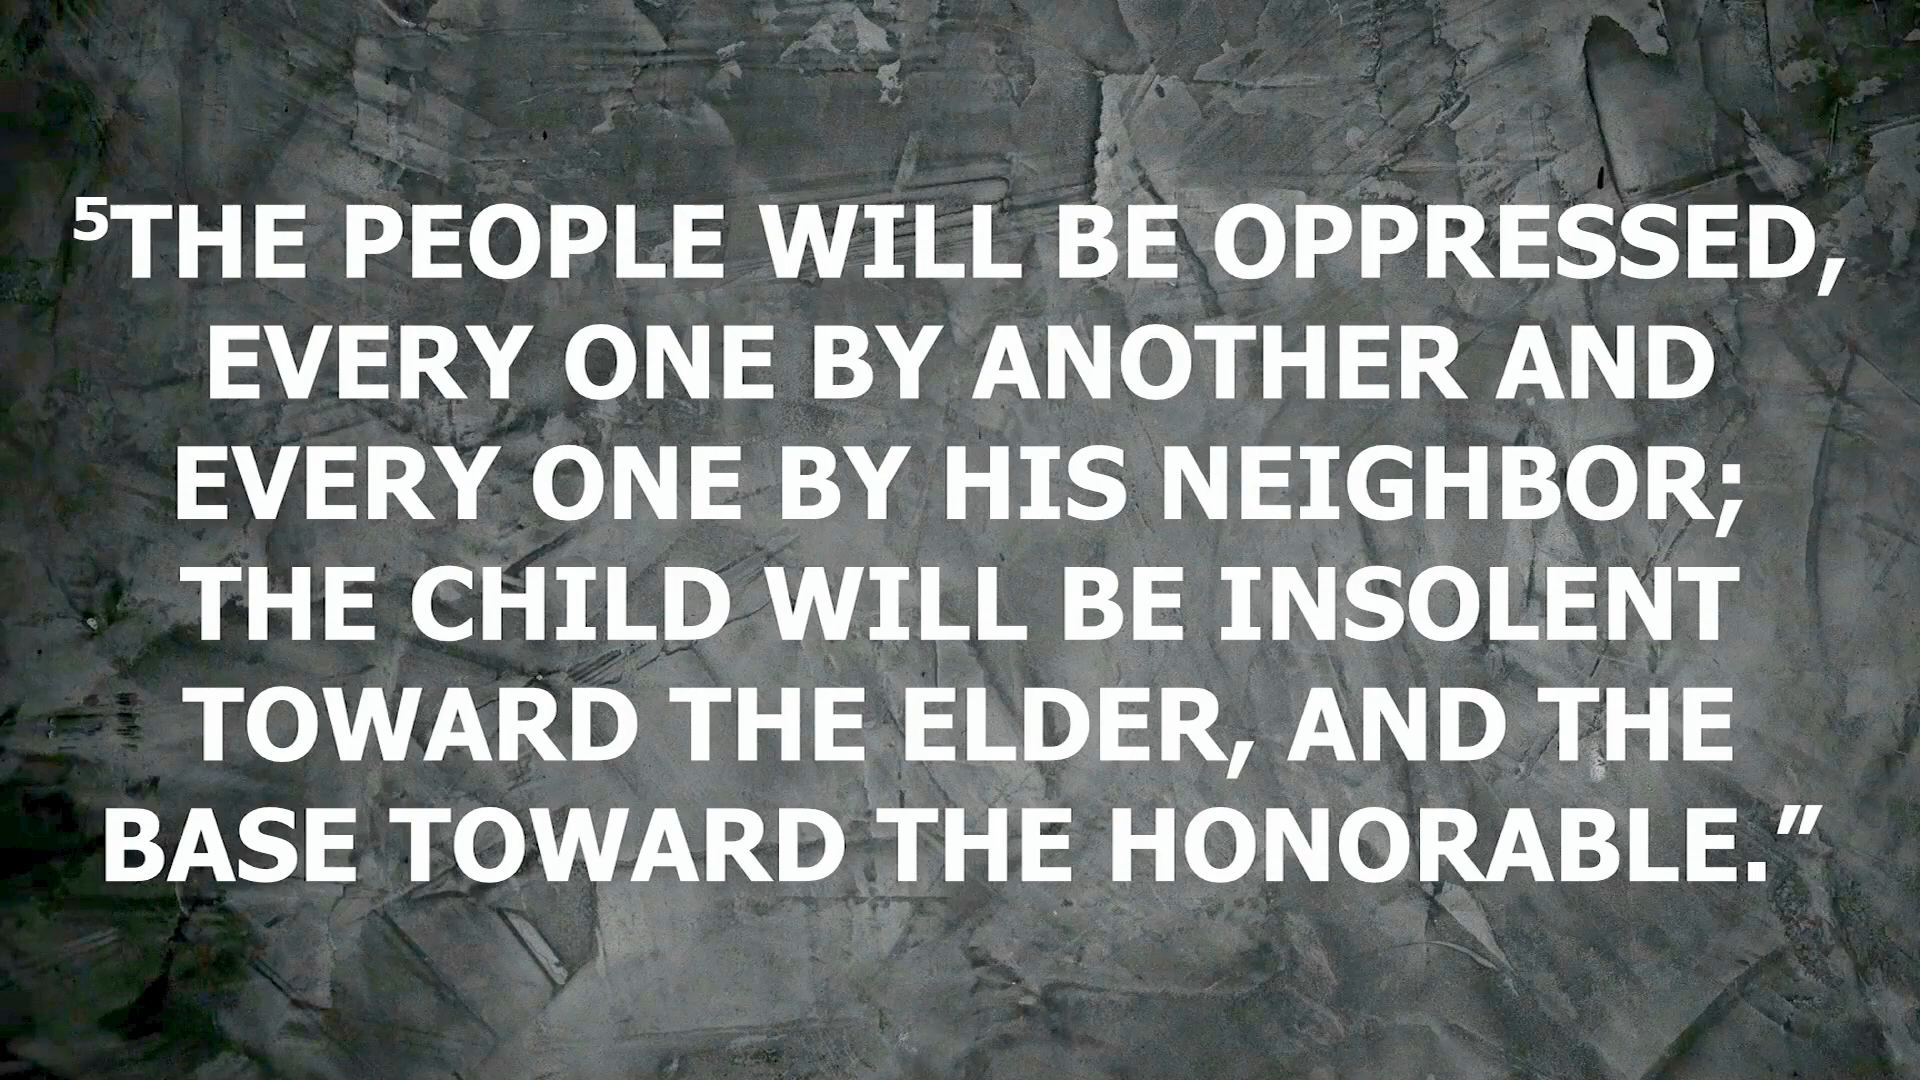 ⁵THE PEOPLE WILL BE OPPRESSED,
EVERY ONE BY ANOTHER AND
EVERY ONE BY HIS NEIGHBOR;
THE CHILD WILL BE INSOLENT
TOWARD THE ELDER, AND THE
BASE TOWARD THE HONORABLE.”